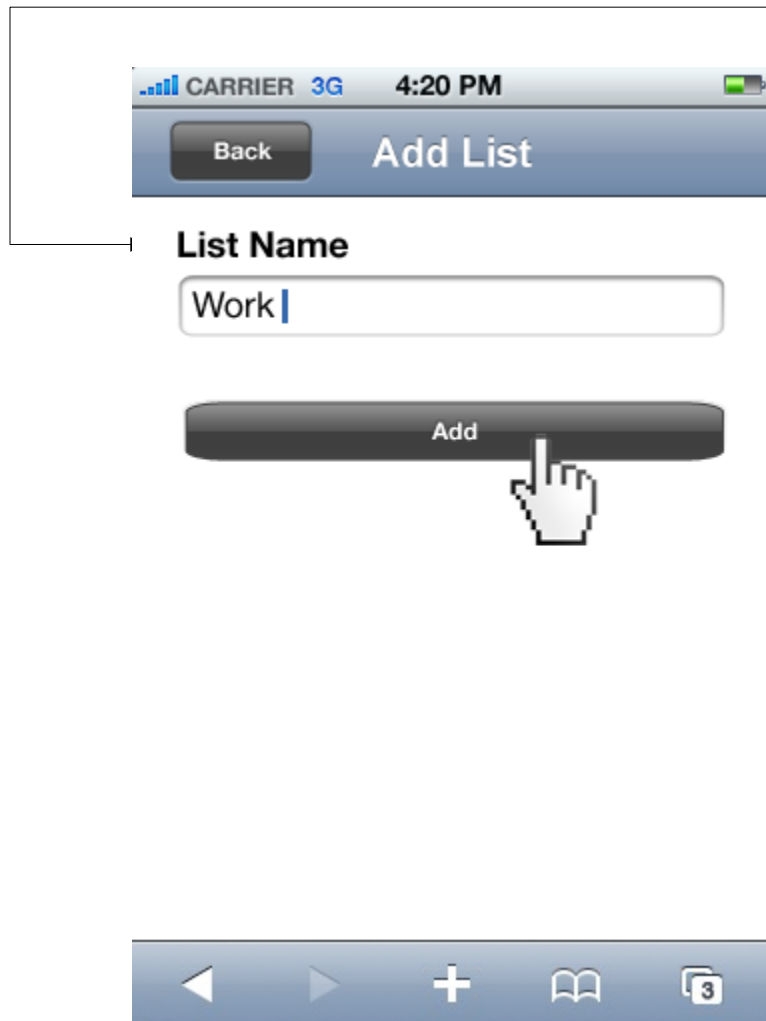 CARRIER 3G 4:20 PM
Back Add List
List Name
Work
Add
3